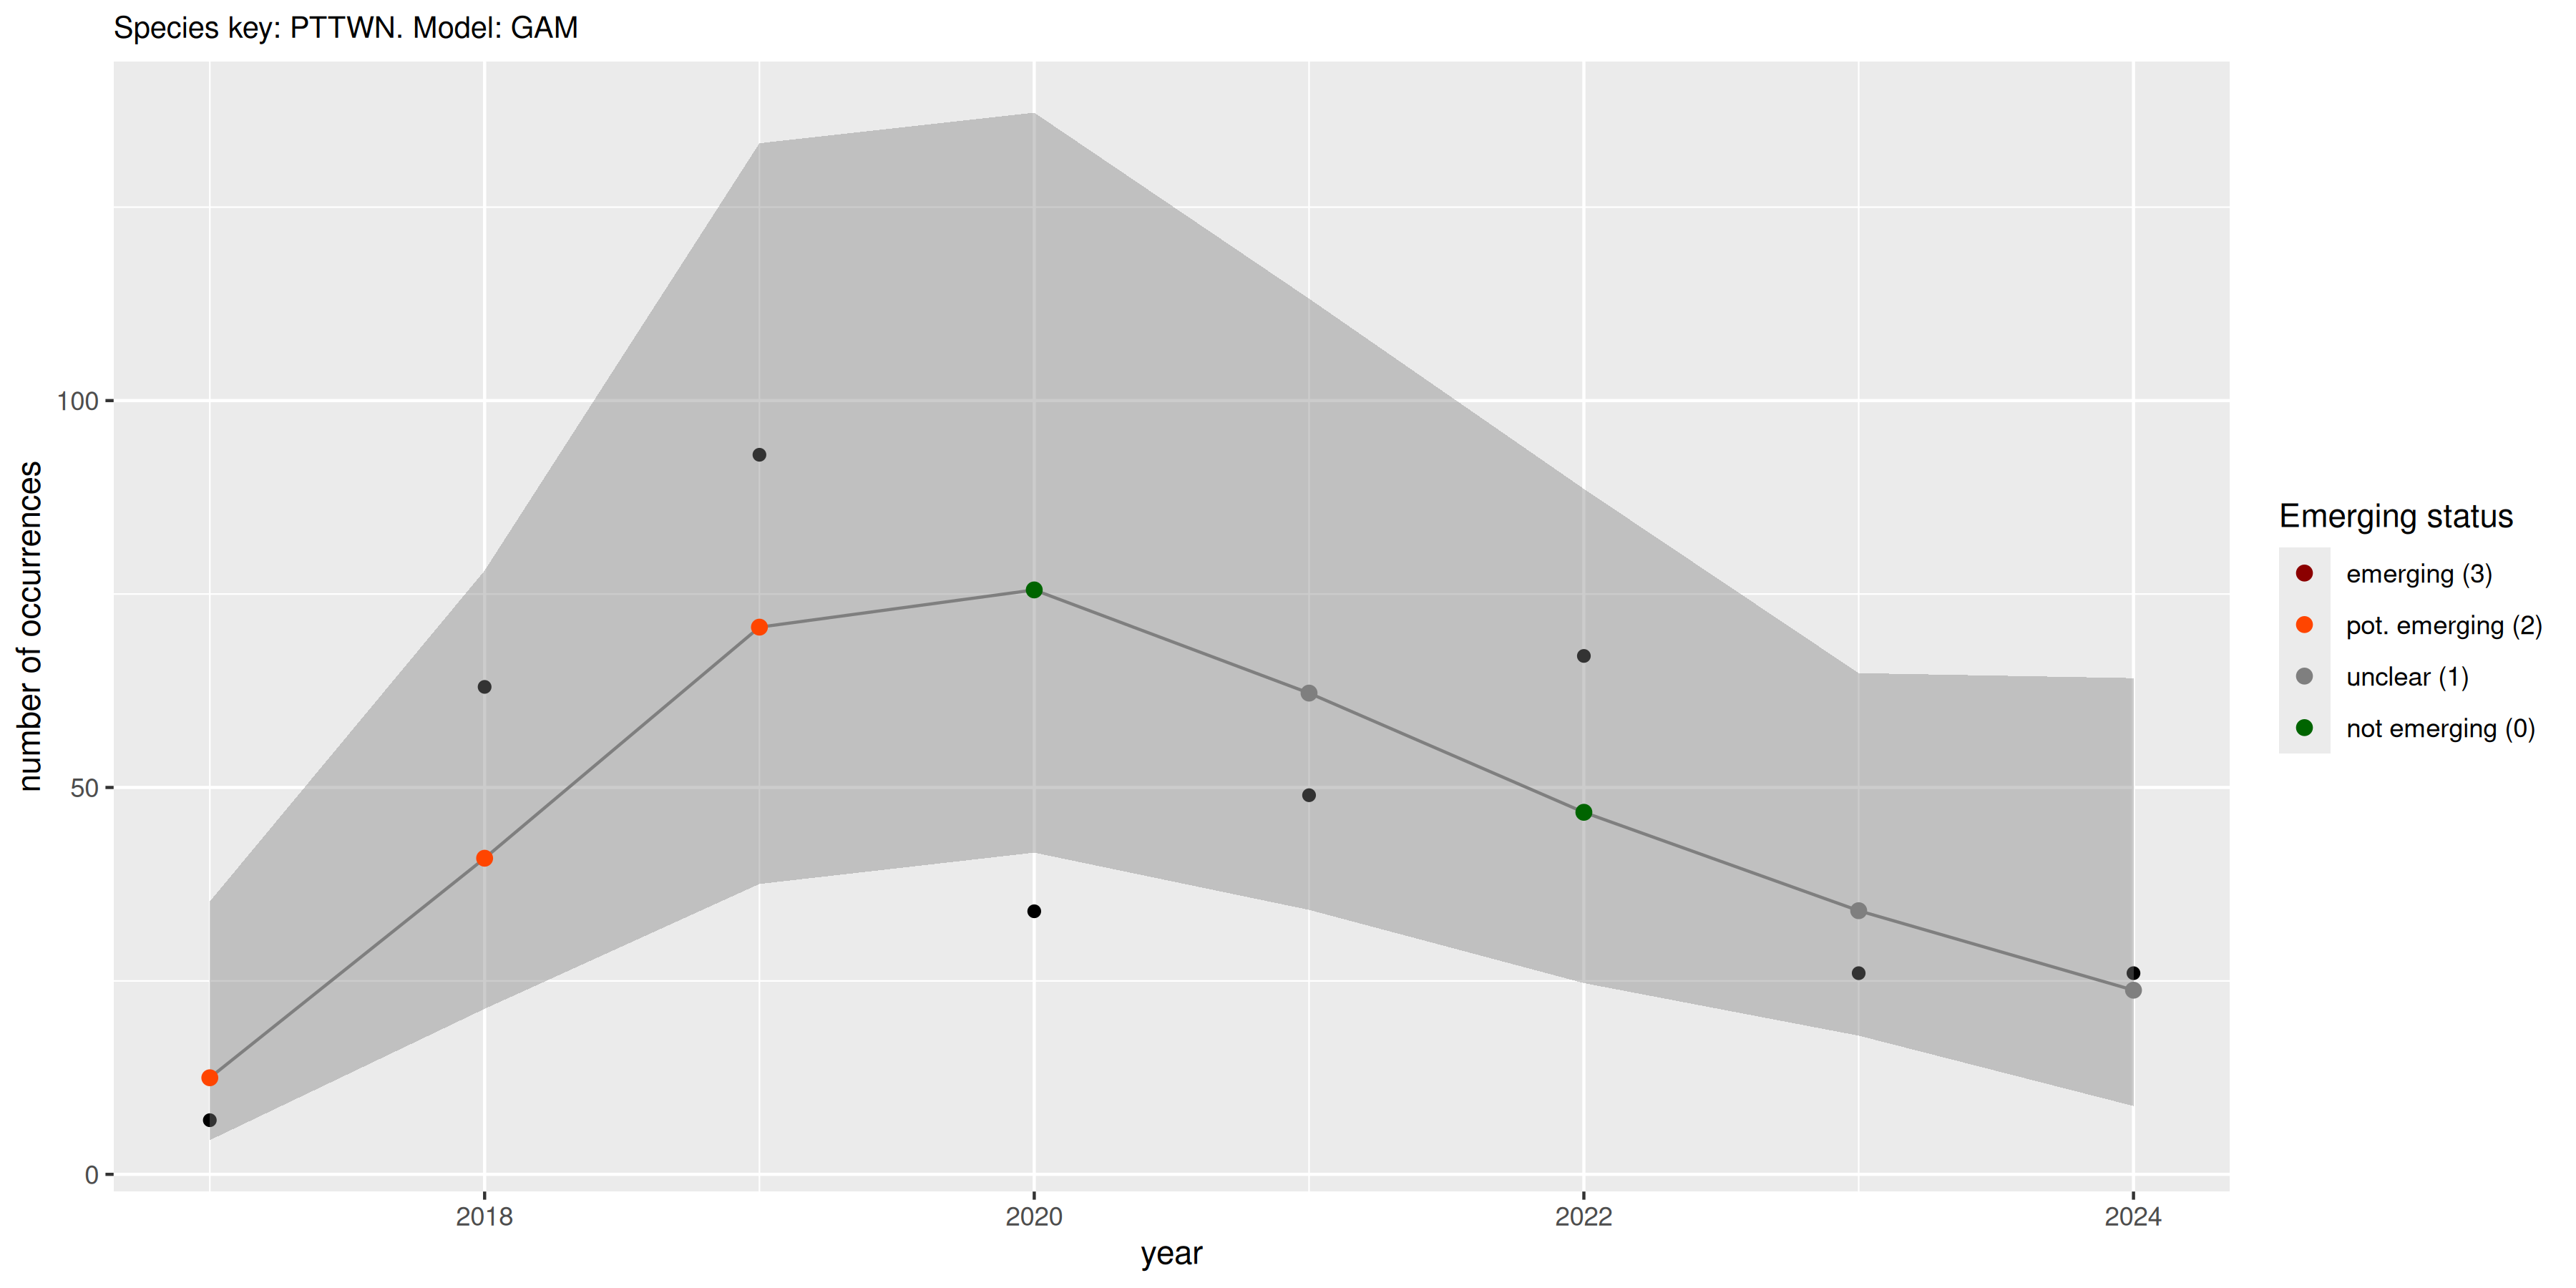 Species key: PTTWN. Model: GAM
number of occurrences
100
50
0
2018
2020
2022
2024
year
Emerging status
emerging (3)
pot. emerging (2)
unclear (1)
not emerging (0)